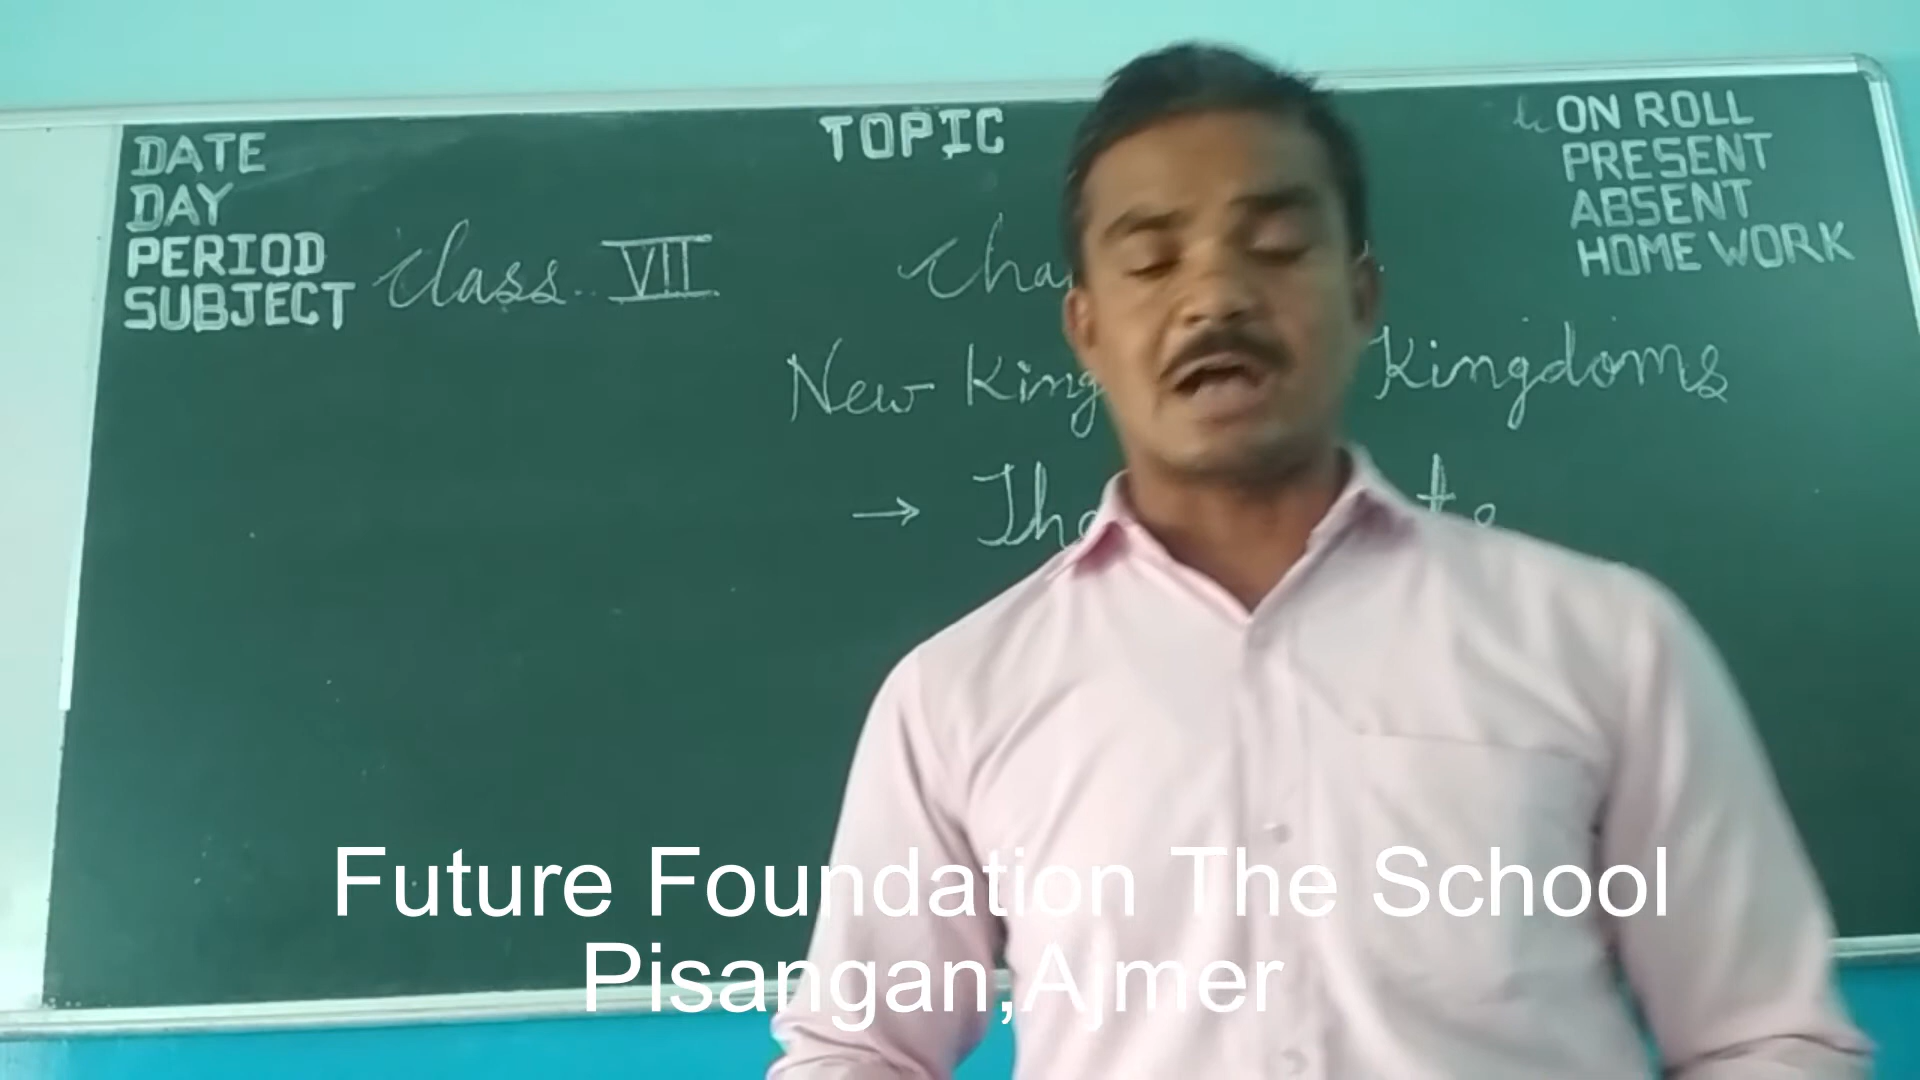 DATE
DAY
PERIOD
SUBJECT
TOPIC
ON ROLL
PRESENT
ABSENT
HOME WORK
Class VII
New Kingdoms
→
Future Foundation The School
Pisangan,Ajmer